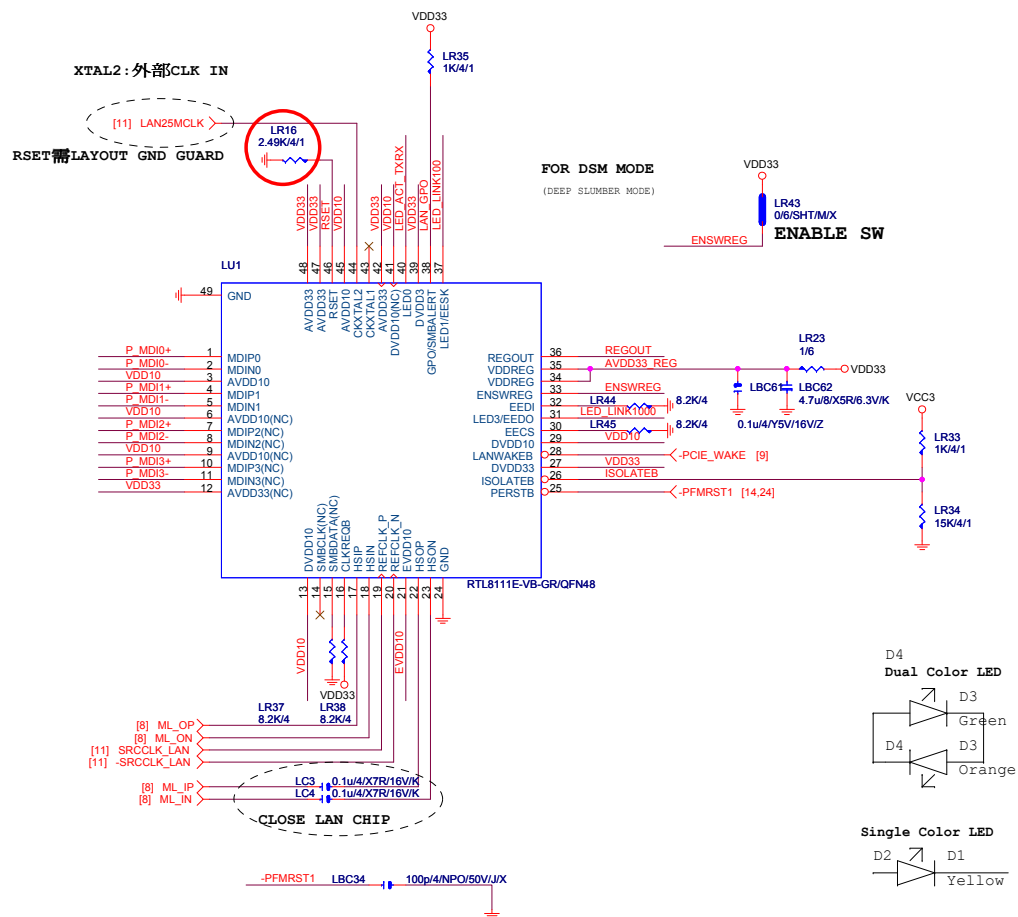 VDD33
LR35
1K/4/1
XTAL2:外部CLK IN
[11] LAN25MCLK
LR16
2.49K/4/1
RSET需LAYOUT GND GUARD
FOR DSM MODE
(DEEP SLUMBER MODE)
VDD33
LR43
0/6/SHT/M/X
ENABLE SW
ENSWREG
VDD33
VDD33
RSET
VDD10
VDD33
VDD10
LED_ACT_TXRX
VDD33
LAN_GPO
LED_LINK100
LU1
48
47
46
45
44
43
42
41
40
39
38
37
AVDD33
AVDD33
RSET
AVDD10
CKXTAL2
CKXTAL1
AVDD33
DVDD10(NC)
LED0
DVDD3
GPO/SMBALERT
LED1/EESK
49 GND
P_MDI0+ 1 MDIP0
P_MDI0- 2 MDIN0
VDD10 3 AVDD10
P_MDI1+ 4 MDIP1
P_MDI1- 5 MDIN1
VDD10 6 AVDD10(NC)
P_MDI2+ 7 MDIP2(NC)
P_MDI2- 8 MDIN2(NC)
VDD10 9 AVDD10(NC)
P_MDI3+ 10 MDIP3(NC)
P_MDI3- 11 MDIN3(NC)
VDD33 12 AVDD33(NC)
REGOUT 36 REGOUT
VDDREG 35 AVDD33_REG
VDDREG 34
ENSWREG 33 ENSWREG
EEDI 32 LR44 8.2K/4
LED3/EEDO 31 LED_LINK1000
EECS 30 LR45 8.2K/4
DVDD10 29 VDD10
LANWAKEB 28 -PCIE_WAKE [9]
DVDD33 27 VDD33
ISOLATEB 26 ISOLATEB
PERSTB 25 -PFMRST1 [14,24]
LR23
1/6
VDD33
LBC61
0.1u/4/Y5V/16V/Z
LBC62
4.7u/8/X5R/6.3V/K
VCC3
LR33
1K/4/1
LR34
15K/4/1
DVDD10
SMBCLK(NC)
SMBDATA(NC)
CLKREQB
HSIP
HSIN
REFCLK_P
REFCLK_N
EVDD10
HSOP
HSON
GND
RTL8111E-VB-GR/QFN48
13
14
15
16
17
18
19
20
21
22
23
24
VDD10
EVDD10
VDD33
LR37
8.2K/4
LR38
8.2K/4
[8] ML_OP
[8] ML_ON
[11] SRCCLK_LAN
[11] -SRCCLK_LAN
[8] ML_IP LC3 0.1u/4/X7R/16V/K
[8] ML_IN LC4 0.1u/4/X7R/16V/K
CLOSE LAN CHIP
-PFMRST1 LBC34 100p/4/NPO/50V/J/X
D4
Dual Color LED
D3
Green
D4 D3
Orange
Single Color LED
D2 D1
Yellow